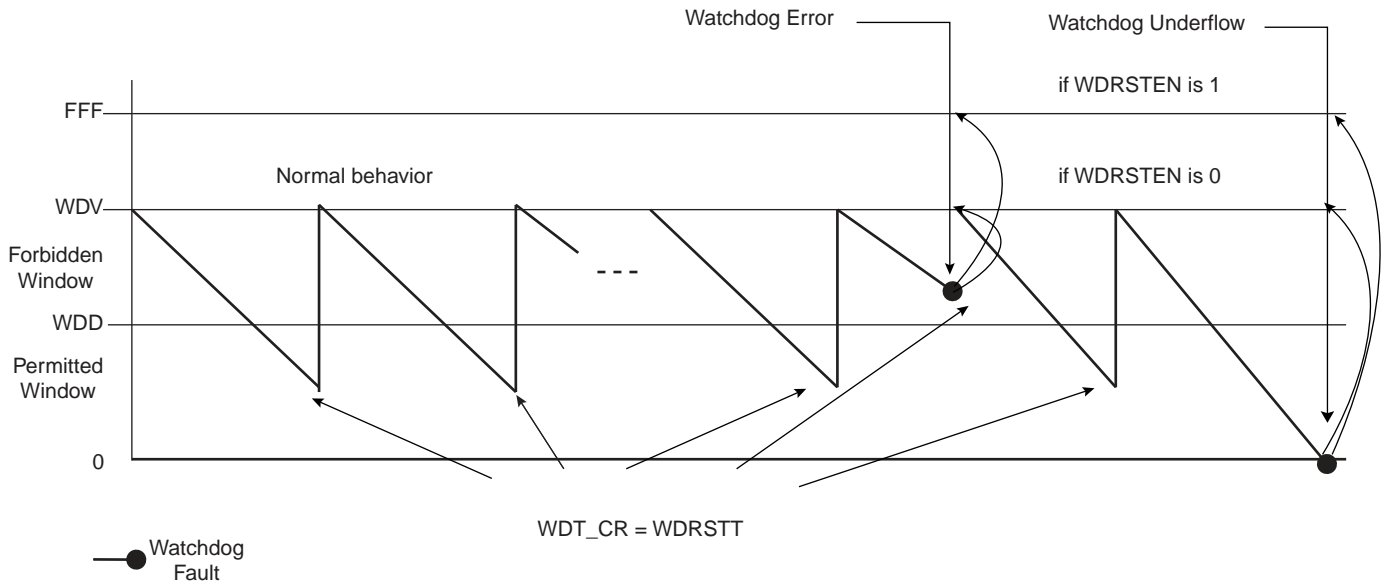 Watchdog Error
Watchdog Underflow
if WDRSTEN is 1
FFF
Normal behavior
if WDRSTEN is 0
WDV
Forbidden
Window
WDD
Permitted
Window
0
WDT_CR = WDRSTT
Watchdog
Fault